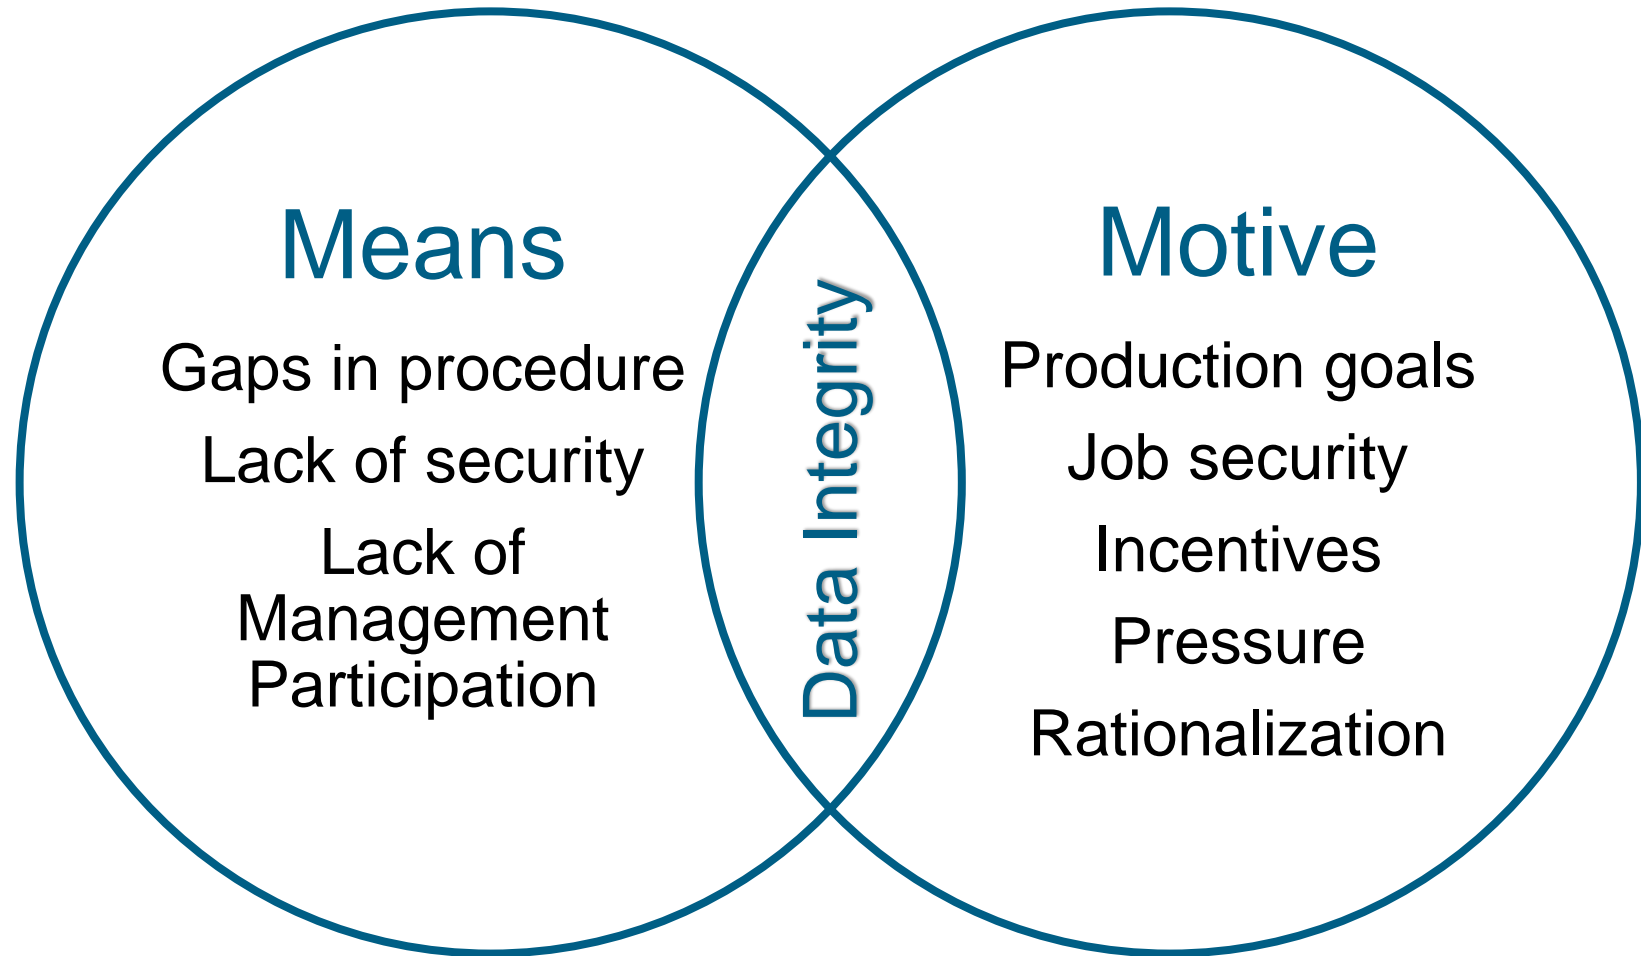 Means
Gaps in procedure
Lack of security
Lack of
Management
Participation
Data Integrity
Motive
Production goals
Job security
Incentives
Pressure
Rationalization